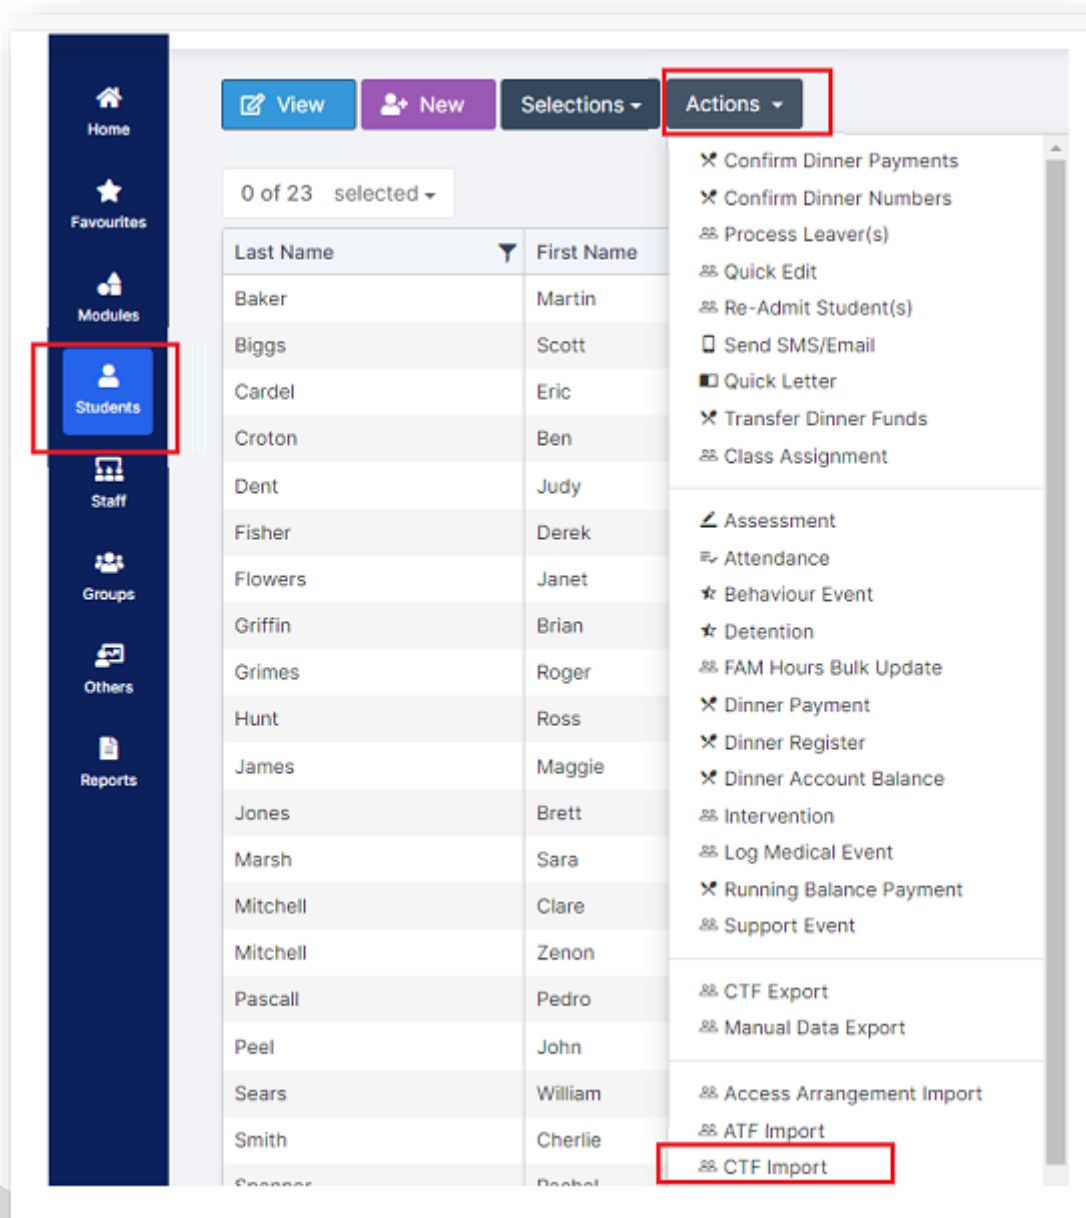 Home
Favourites
Modules
Students
Staff
Groups
Others
Reports
View New Selections Actions
0 of 23 selected
Last Name First Name
Baker Martin
Biggs Scott
Cardel Eric
Croton Ben
Dent Judy
Fisher Derek
Flowers Janet
Griffin Brian
Grimes Roger
Hunt Ross
James Maggie
Jones Brett
Marsh Sara
Mitchell Clare
Mitchell Zenon
Pascall Pedro
Peel John
Sears William
Smith Cherlie
Confirm Dinner Payments
Confirm Dinner Numbers
Process Leaver(s)
Quick Edit
Re-Admit Student(s)
Send SMS/Email
Quick Letter
Transfer Dinner Funds
Class Assignment
Assessment
Attendance
Behaviour Event
Detention
FAM Hours Bulk Update
Dinner Payment
Dinner Register
Dinner Account Balance
Intervention
Log Medical Event
Running Balance Payment
Support Event
CTF Export
Manual Data Export
Access Arrangement Import
ATF Import
CTF Import